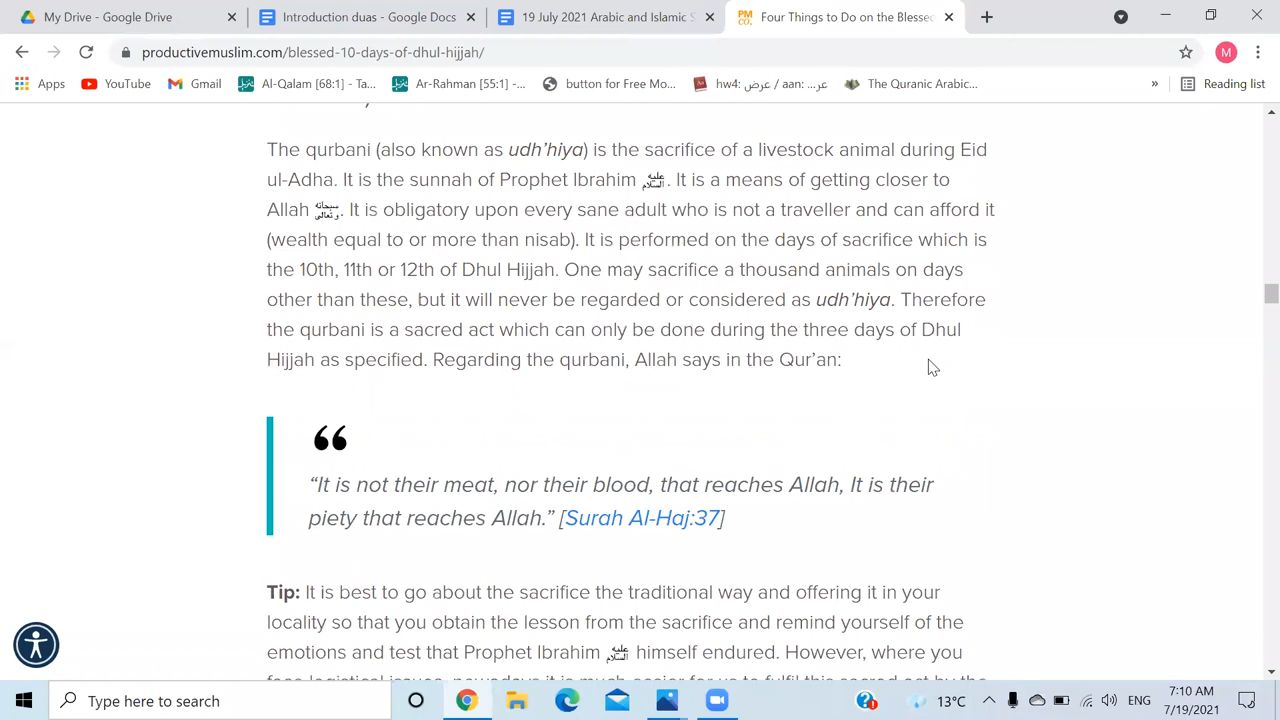 My Drive - Google Drive
Introduction duas - Google Docs
19 July 2021 Arabic and Islamic S
PM CO.
Four Things to Do on the Blessed
productivemuslim.com/blessed-10-days-of-dhul-hijjah/
M
Apps
YouTube
Gmail
Al-Qalam [68:1] - Ta...
Ar-Rahman [55:1] -...
button for Free Mo...
hw4: عر... عرض / aan: ضى
The Quranic Arabic...
»
Reading list
The qurbani (also known as udh’hiya) is the sacrifice of a livestock animal during Eid
ul-Adha. It is the sunnah of Prophet Ibrahim عليه السلام. It is a means of getting closer to
Allah سبحانه و تعالى. It is obligatory upon every sane adult who is not a traveller and can afford it
(wealth equal to or more than nisab). It is performed on the days of sacrifice which is
the 10th, 11th or 12th of Dhul Hijjah. One may sacrifice a thousand animals on days
other than these, but it will never be regarded or considered as udh’hiya. Therefore
the qurbani is a sacred act which can only be done during the three days of Dhul
Hijjah as specified. Regarding the qurbani, Allah says in the Qur’an:
“
“It is not their meat, nor their blood, that reaches Allah, It is their
piety that reaches Allah.” [Surah Al-Haj:37]
Tip: It is best to go about the sacrifice the traditional way and offering it in your
locality so that you obtain the lesson from the sacrifice and remind yourself of the
emotions and test that Prophet Ibrahim عليه السلام himself endured. However, where you
Type here to search
13°C
ENG
7:10 AM
7/19/2021